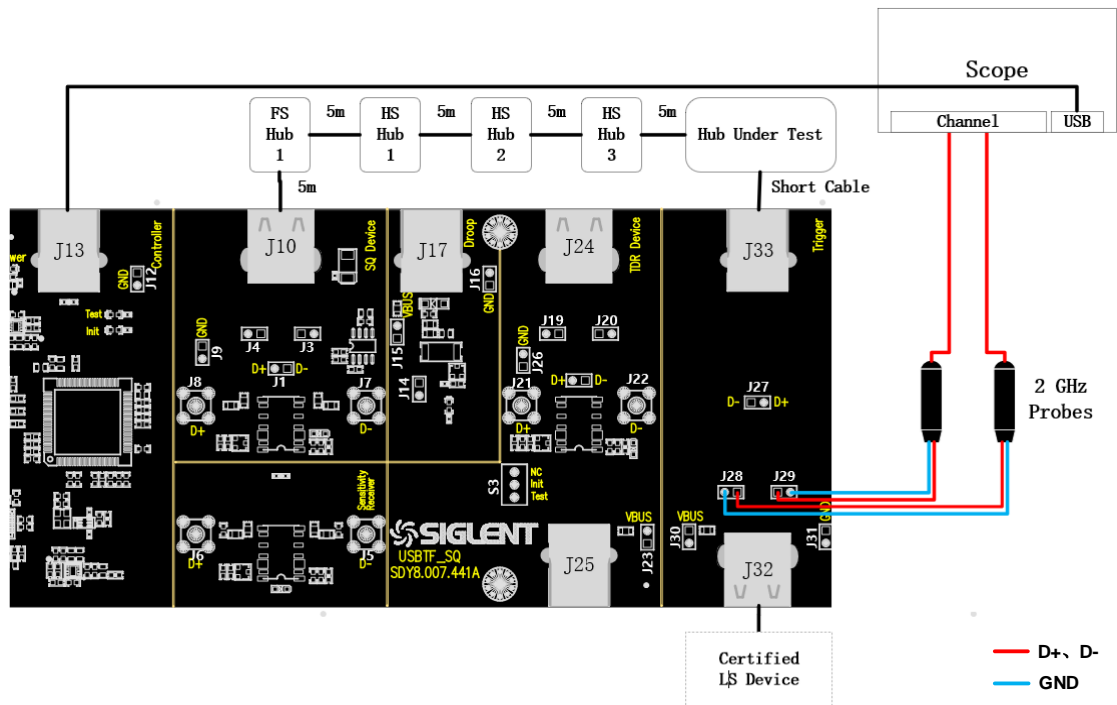 Scope
Channel
USB
FS
Hub
1
5m
HS
Hub
1
5m
HS
Hub
2
5m
HS
Hub
3
5m
Hub Under Test
5m
Short Cable
J13
J10
J17
J24
J33
wer
GND
J12
Controller
SQ Device
Droop
TDR Device
Trigger
Test
Init
GND
J9
J4
J3
D+
D-
J1
J8
D+
J7
D-
VBUS
J15
J14
J16
GND
J19
J20
GND
J26
J21
D+
D+
D-
J22
D-
D-
J27
D+
2 GHz
Probes
J28
J29
S3
NC
Init
Test
Sensitivity
Receiver
J6
D+
J5
D-
SIGLENT
USBTF_SQ
SDY8.007.441A
J25
VBUS
J23
VBUS
J30
J32
GND
J31
Certified
LS Device
D+、D-
GND